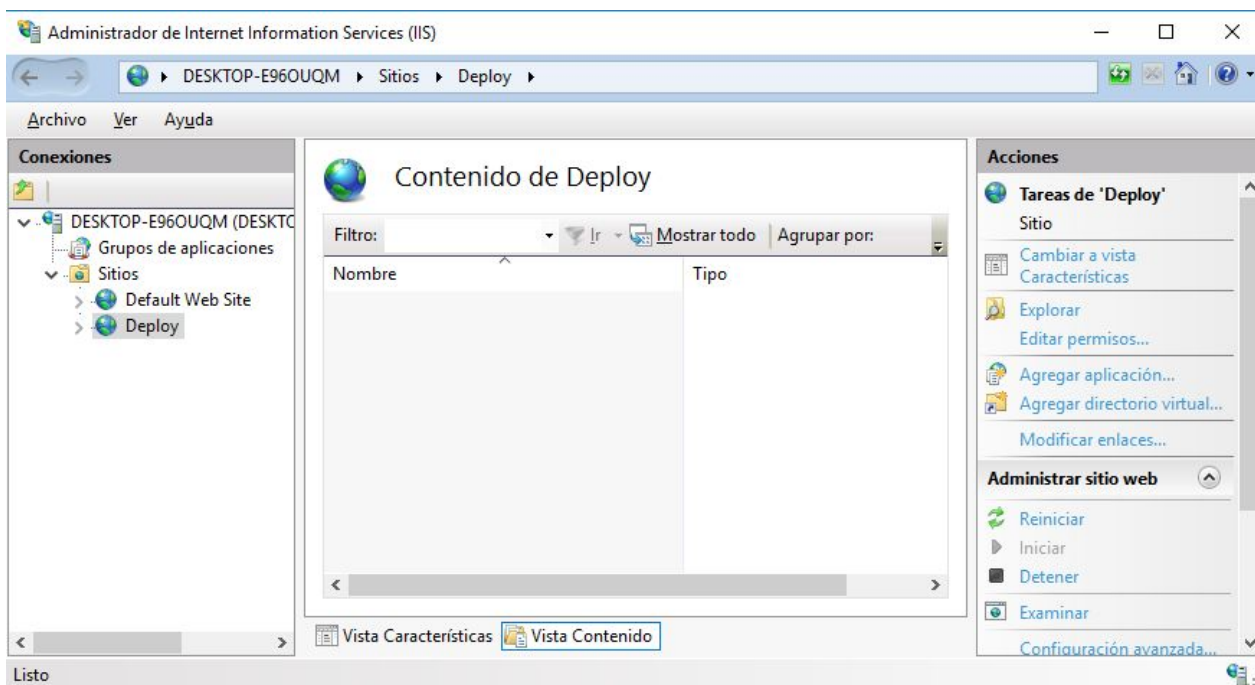 Administrador de Internet Information Services (IIS)
DESKTOP-E96OUQM Sitios Deploy
Archivo Ver Ayuda
Conexiones
DESKTOP-E96OUQM (DESKTO
Grupos de aplicaciones
Sitios
Default Web Site
Deploy
Contenido de Deploy
Filtro: Ir Mostrar todo Agrupar por:
Nombre Tipo
Vista Características Vista Contenido
Acciones
Tareas de 'Deploy'
Sitio
Cambiar a vista
Características
Explorar
Editar permisos...
Agregar aplicación...
Agregar directorio virtual...
Modificar enlaces...
Administrar sitio web
Reiniciar
Iniciar
Detener
Examinar
Configuración avanzada...
Listo